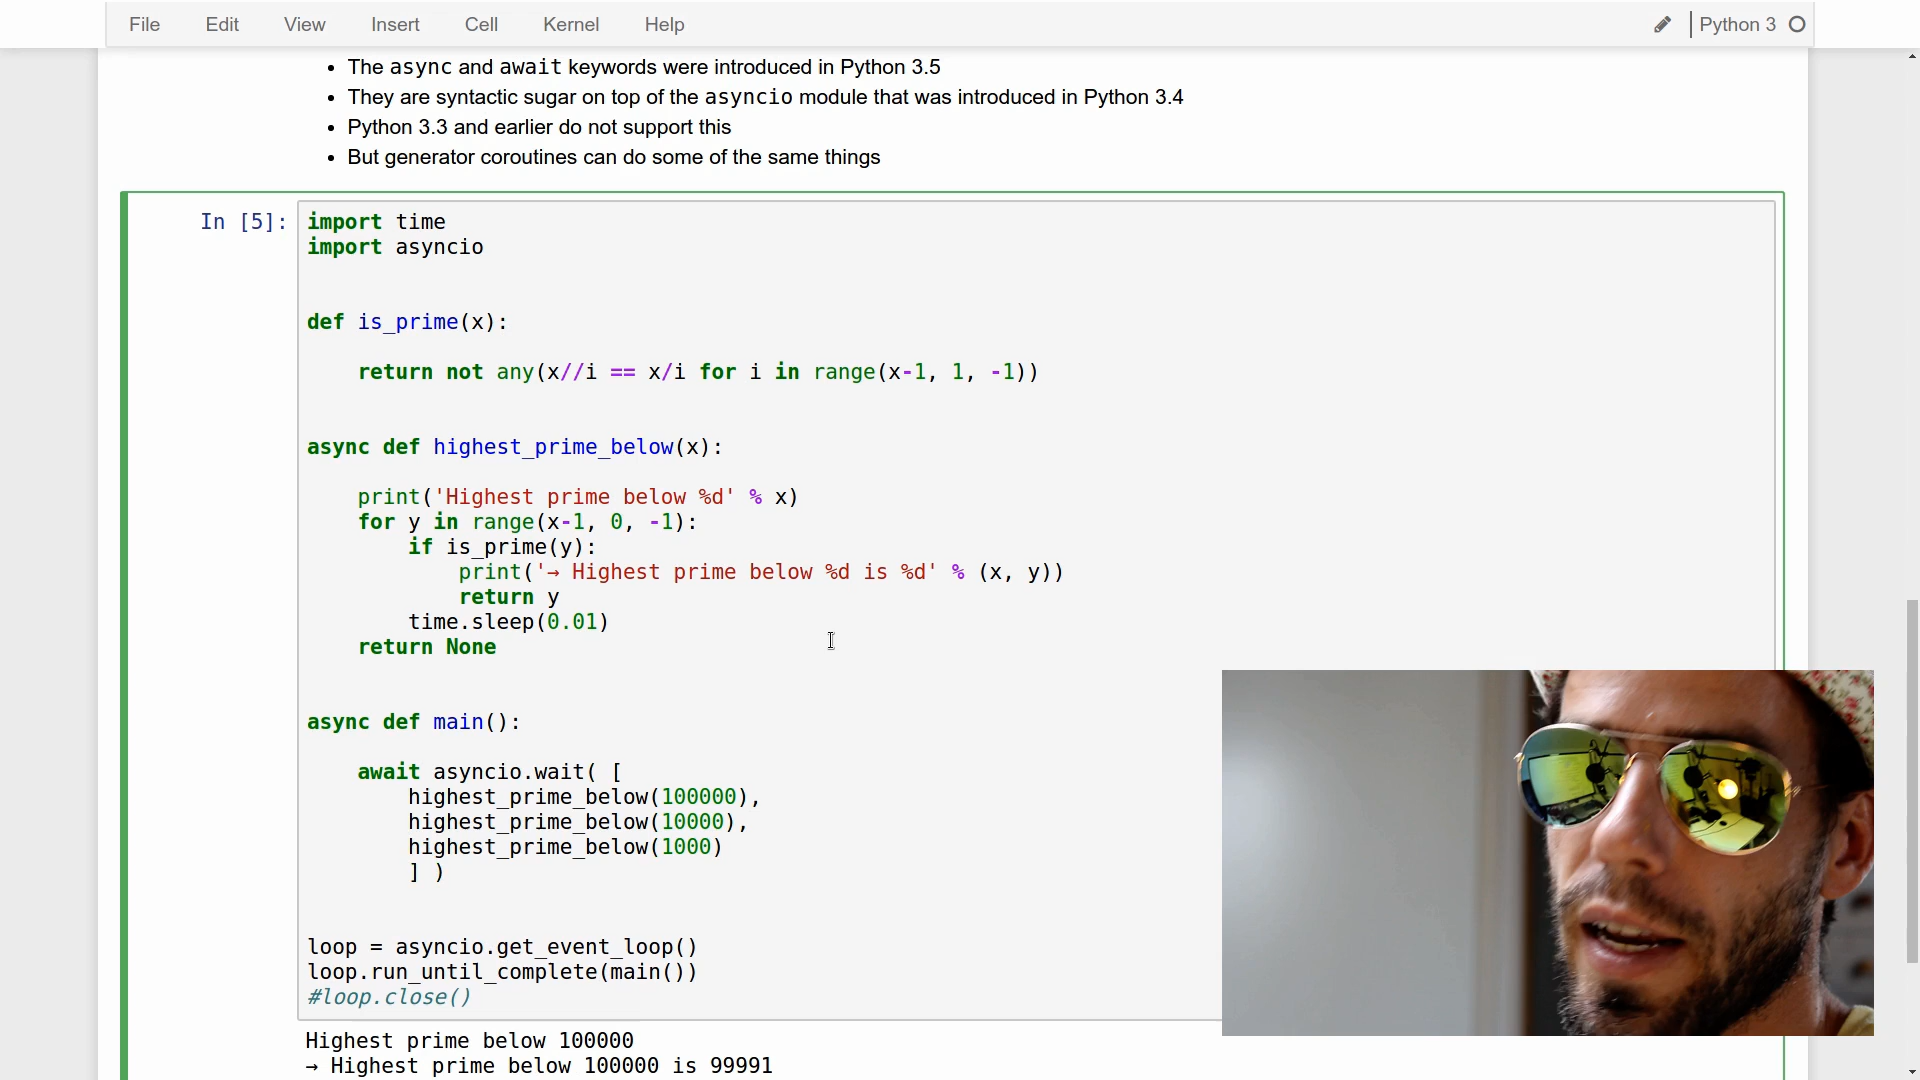 File Edit View Insert Cell Kernel Help Python 3
• The async and await keywords were introduced in Python 3.5
• They are syntactic sugar on top of the asyncio module that was introduced in Python 3.4
• Python 3.3 and earlier do not support this
• But generator coroutines can do some of the same things
In [5]:
import time
import asyncio
def is_prime(x):
    return not any(x//i == x/i for i in range(x-1, 1, -1))
async def highest_prime_below(x):
    print('Highest prime below %d' % x)
    for y in range(x-1, 0, -1):
        if is_prime(y):
            print('→ Highest prime below %d is %d' % (x, y))
            return y
        time.sleep(0.01)
    return None
async def main():
    await asyncio.wait( [
        highest_prime_below(100000),
        highest_prime_below(10000),
        highest_prime_below(1000)
        ] )
loop = asyncio.get_event_loop()
loop.run_until_complete(main())
#loop.close()
Highest prime below 100000
→ Highest prime below 100000 is 99991